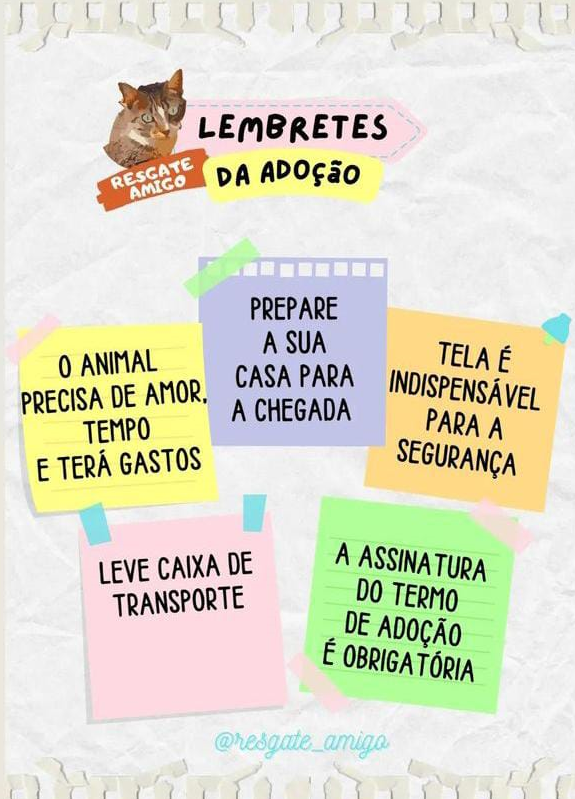 LEMBRETES
DA ADOÇÃO
RESGATE
AMIGO
PREPARE
A SUA
CASA PARA
A CHEGADA
O ANIMAL
PRECISA DE AMOR,
TEMPO
E TERÁ GASTOS
TELA É
INDISPENSÁVEL
PARA A
SEGURANÇA
LEVE CAIXA DE
TRANSPORTE
A ASSINATURA
DO TERMO
DE ADOÇÃO
É OBRIGATÓRIA
@resgate_amigo